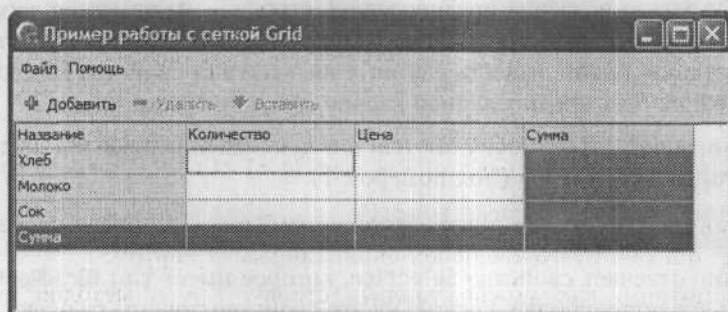 Пример работы с сеткой Grid
Файл Помощь
Добавить Удалить Вставить
Название Количество Цена Сумма
Хлеб
Молоко
Сок
Сумма